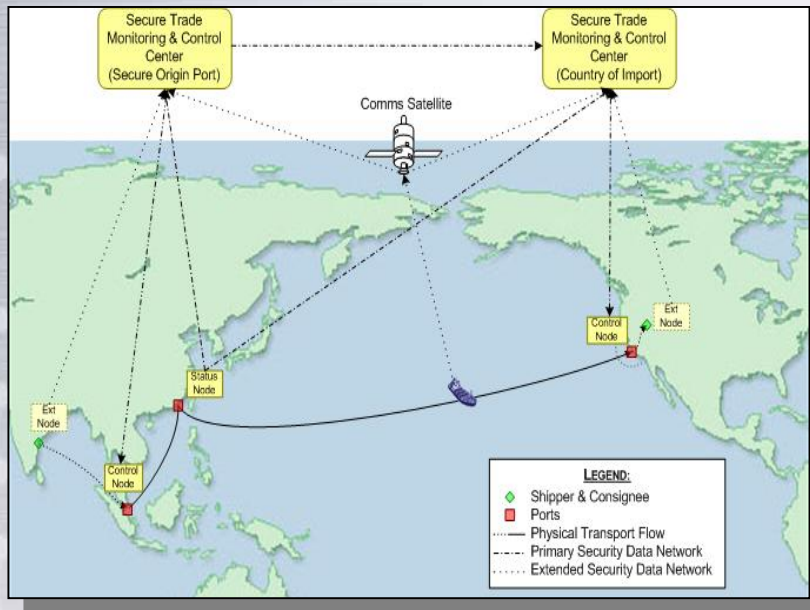 Secure Trade
Monitoring & Control
Center
(Secure Origin Port)
Secure Trade
Monitoring & Control
Center
(Country of Import)
Comms Satellite
Ext
Node
Control
Node
Status
Node
Ext
Node
Control
Node
LEGEND:
Shipper & Consignee
Ports
Physical Transport Flow
Primary Security Data Network
Extended Security Data Network